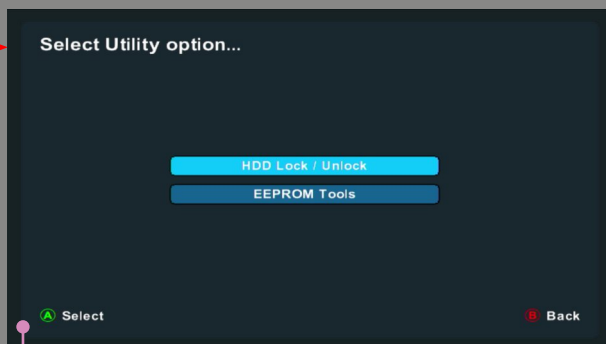 Select Utility option...
HDD Lock / Unlock
EEPROM Tools
A Select
B Back